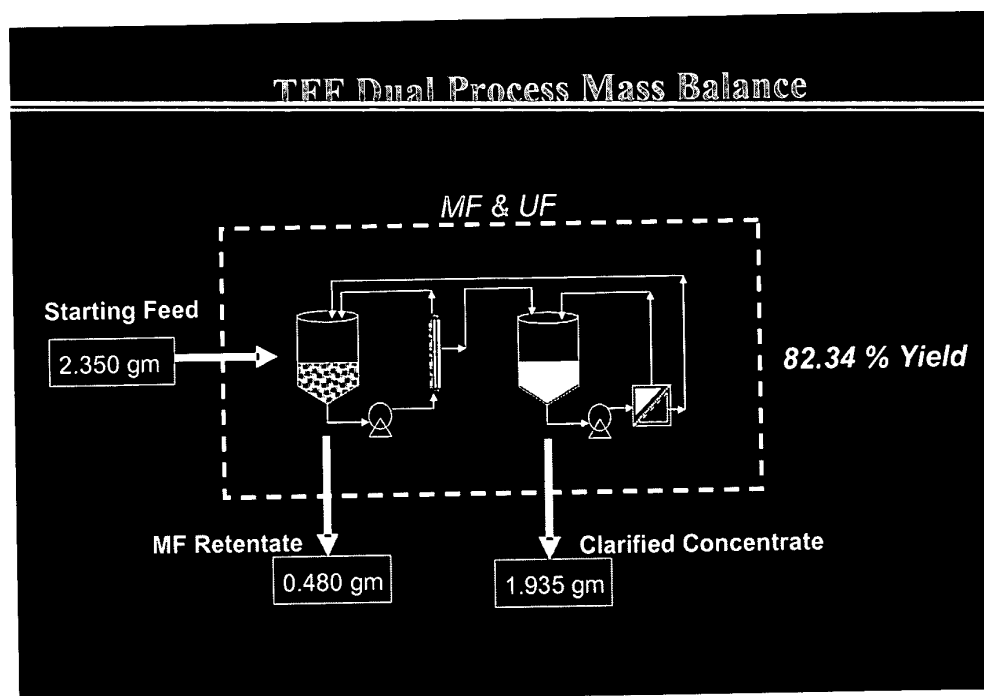 TFF Dual Process Mass Balance
MF & UF
Starting Feed
2.350 gm
82.34 % Yield
MF Retentate
0.480 gm
Clarified Concentrate
1.935 gm